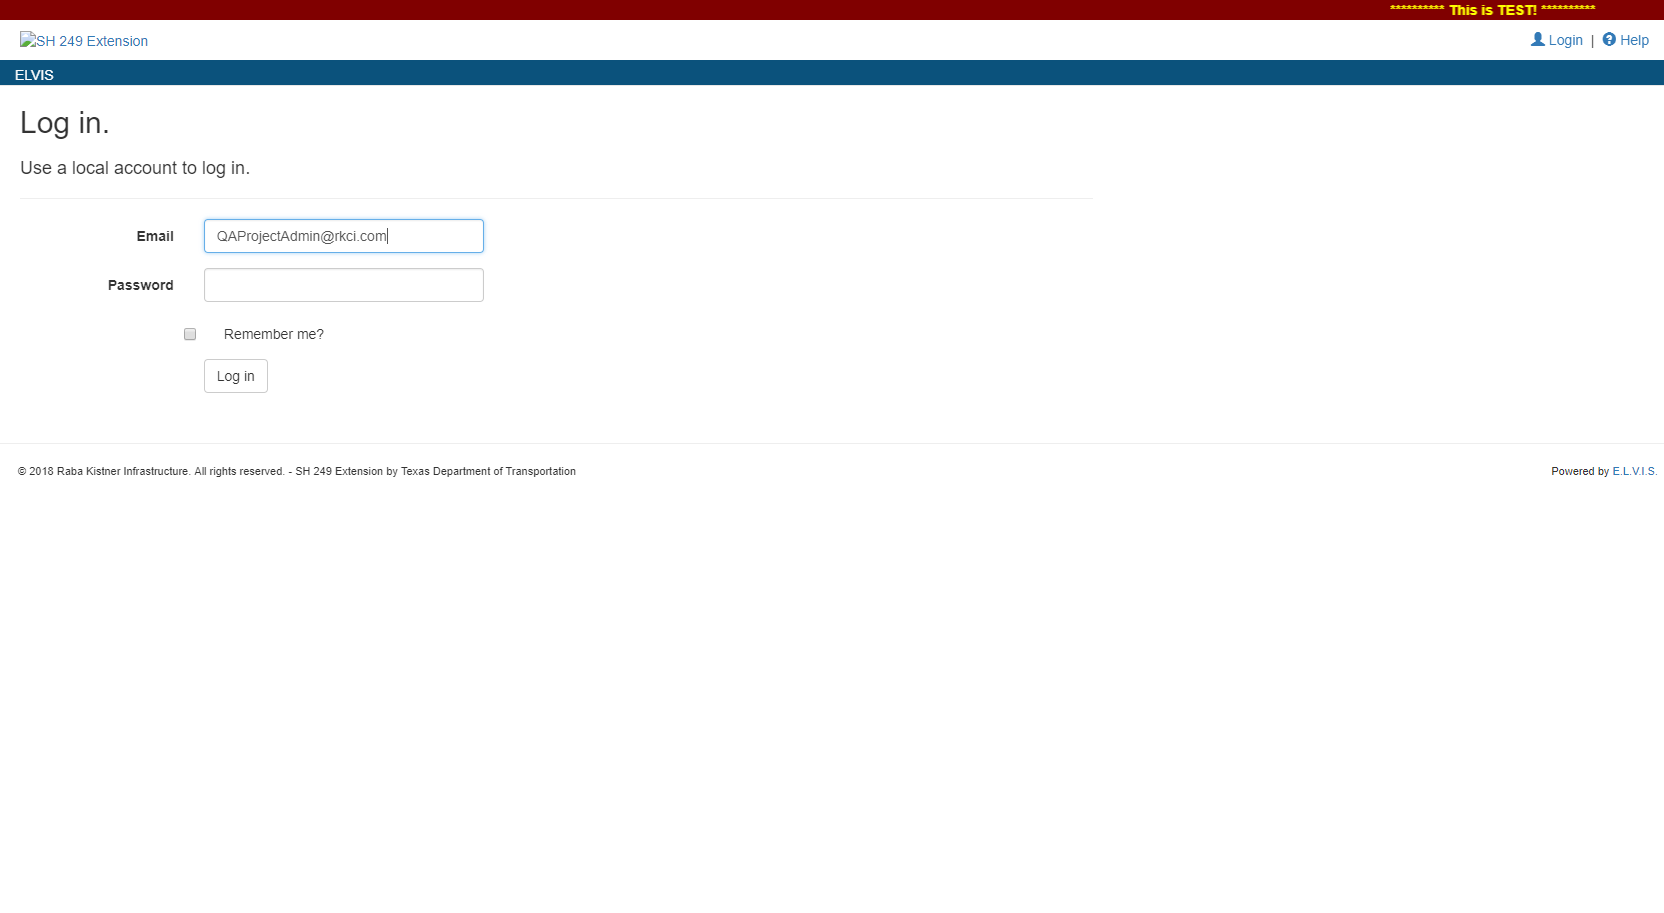 ********** This is TEST! **********
SH 249 Extension
Login | Help
ELVIS
Log in.
Use a local account to log in.
Email QAProjectAdmin@rkci.com
Password
Remember me?
Log in
© 2018 Raba Kistner Infrastructure. All rights reserved. - SH 249 Extension by Texas Department of Transportation
Powered by E.L.V.I.S.